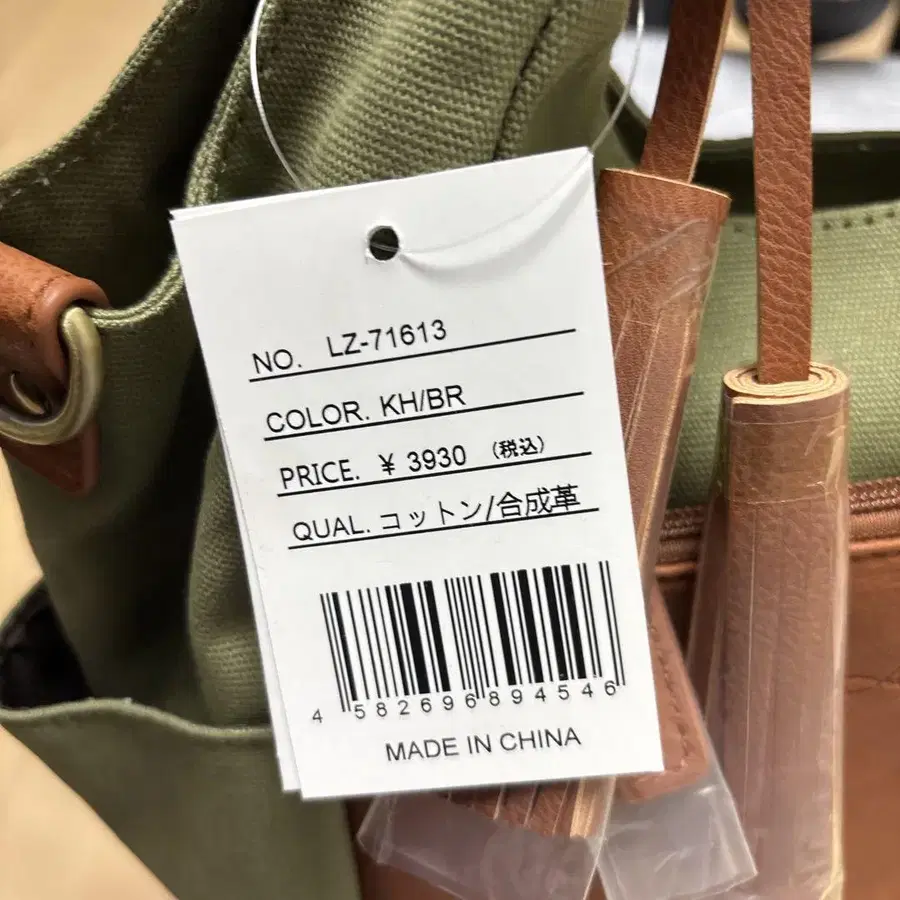 NO. LZ-71613
COLOR. KH/BR
PRICE. ¥ 3930 (税込)
QUAL. コットン/合成革
4 582696 894546
MADE IN CHINA